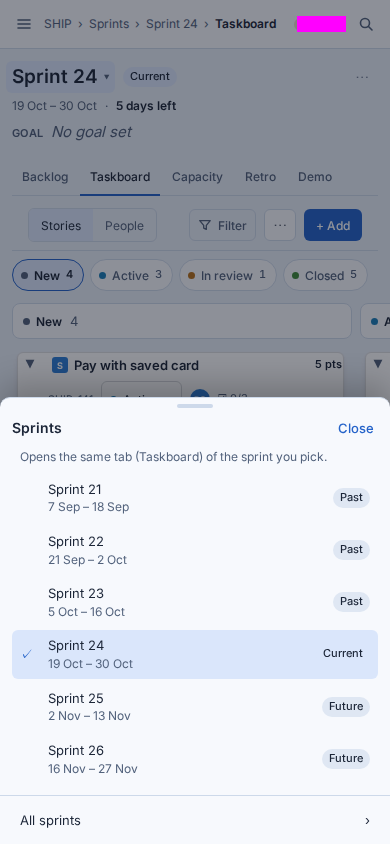 SHIP › Sprints › Sprint 24 › Taskboard
Sprint 24 ▾ Current ...
19 Oct – 30 Oct · 5 days left
GOAL No goal set
Backlog Taskboard Capacity Retro Demo
Stories People Filter ... + Add
New 4 Active 3 In review 1 Closed 5
New 4
▼ S Pay with saved card 5 pts ▼
Sprints Close
Opens the same tab (Taskboard) of the sprint you pick.
Sprint 21
7 Sep – 18 Sep
Past
Sprint 22
21 Sep – 2 Oct
Past
Sprint 23
5 Oct – 16 Oct
Past
✓ Sprint 24
19 Oct – 30 Oct
Current
Sprint 25
2 Nov – 13 Nov
Future
Sprint 26
16 Nov – 27 Nov
Future
All sprints ›